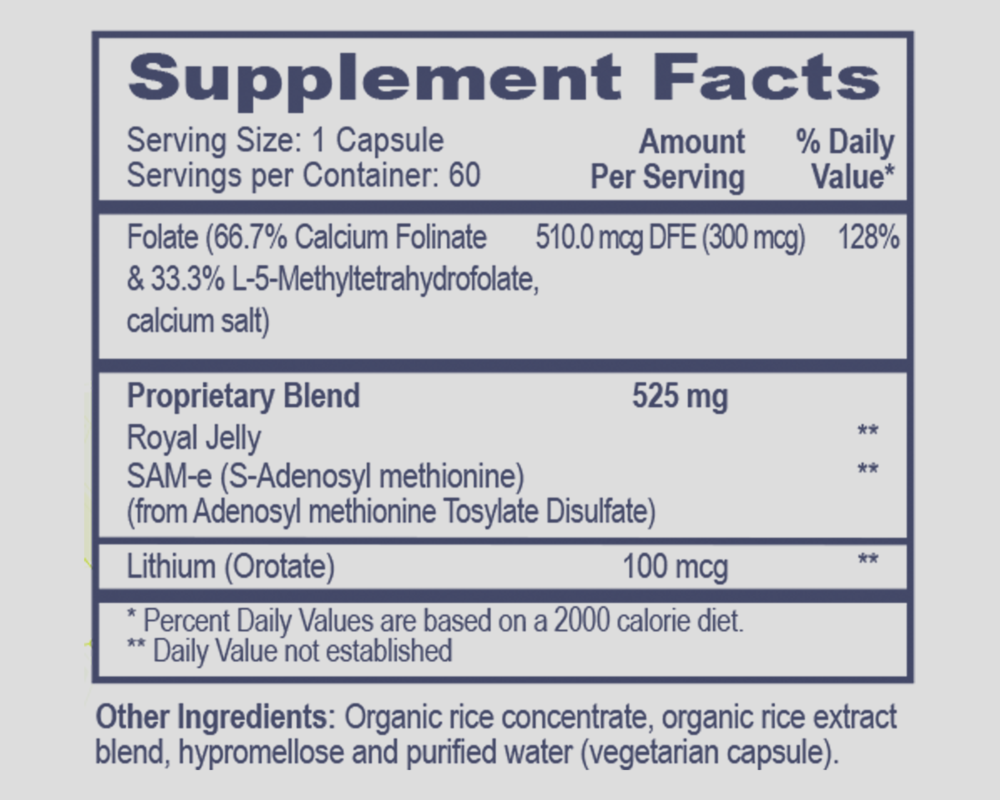 Supplement Facts
Serving Size: 1 Capsule
Servings per Container: 60
Amount Per Serving
% Daily Value*
Folate (66.7% Calcium Folinate 510.0 mcg DFE (300 mcg) 128%
& 33.3% L-5-Methyltetrahydrofolate,
calcium salt)
Proprietary Blend 525 mg
Royal Jelly **
SAM-e (S-Adenosyl methionine) **
(from Adenosyl methionine Tosylate Disulfate)
Lithium (Orotate) 100 mcg **
* Percent Daily Values are based on a 2000 calorie diet.
** Daily Value not established
Other Ingredients: Organic rice concentrate, organic rice extract
blend, hypromellose and purified water (vegetarian capsule).